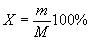 X = m/M 100%